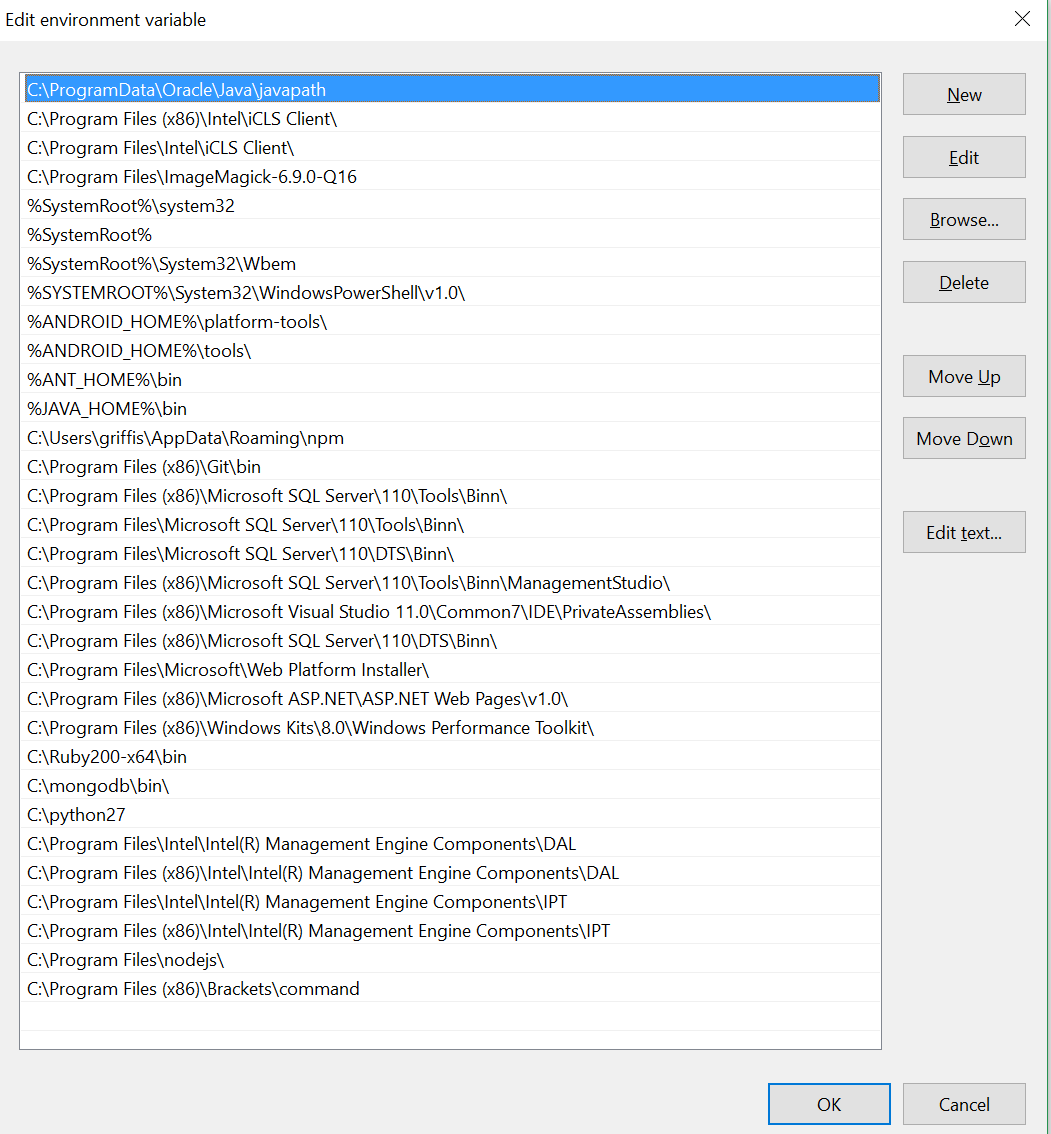 Edit environment variable
C:\ProgramData\Oracle\Java\javapath
C:\Program Files (x86)\Intel\iCLS Client\
C:\Program Files\Intel\iCLS Client\
C:\Program Files\ImageMagick-6.9.0-Q16
%SystemRoot%\system32
%SystemRoot%
%SystemRoot%\System32\Wbem
%SYSTEMROOT%\System32\WindowsPowerShell\v1.0\
%ANDROID_HOME%\platform-tools\
%ANDROID_HOME%\tools\
%ANT_HOME%\bin
%JAVA_HOME%\bin
C:\Users\griffis\AppData\Roaming\npm
C:\Program Files (x86)\Git\bin
C:\Program Files (x86)\Microsoft SQL Server\110\Tools\Binn\
C:\Program Files\Microsoft SQL Server\110\Tools\Binn\
C:\Program Files\Microsoft SQL Server\110\DTS\Binn\
C:\Program Files (x86)\Microsoft SQL Server\110\Tools\Binn\ManagementStudio\
C:\Program Files (x86)\Microsoft Visual Studio 11.0\Common7\IDE\PrivateAssemblies\
C:\Program Files (x86)\Microsoft SQL Server\110\DTS\Binn\
C:\Program Files\Microsoft\Web Platform Installer\
C:\Program Files (x86)\Microsoft ASP.NET\ASP.NET Web Pages\v1.0\
C:\Program Files (x86)\Windows Kits\8.0\Windows Performance Toolkit\
C:\Ruby200-x64\bin
C:\mongodb\bin\
C:\python27
C:\Program Files\Intel\Intel(R) Management Engine Components\DAL
C:\Program Files (x86)\Intel\Intel(R) Management Engine Components\DAL
C:\Program Files\Intel\Intel(R) Management Engine Components\IPT
C:\Program Files (x86)\Intel\Intel(R) Management Engine Components\IPT
C:\Program Files\nodejs\
C:\Program Files (x86)\Brackets\command
New
Edit
Browse...
Delete
Move Up
Move Down
Edit text...
OK
Cancel